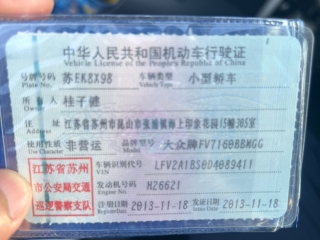 中华人民共和国机动车行驶证
Vehicle License of the People's Republic of China
号牌号码 苏EK8X98 车辆类型 小型轿车
Plate No. Vehicle Type
所有人 桂子健
Owner
住址 江苏省苏州市昆山市张浦镇海上印象花园15幢305室
Address
使用性质 非营运 品牌型号 大众牌FV7160BBMGG
Use Character Model
江苏省苏州
市公安局交通
巡逻警察支队
车辆识别代号 LFV2A1BS0D4089411
VIN
发动机号码 H26621
Engine No.
注册日期 2013-11-18 发证日期 2013-11-18
Register Date Issue Date